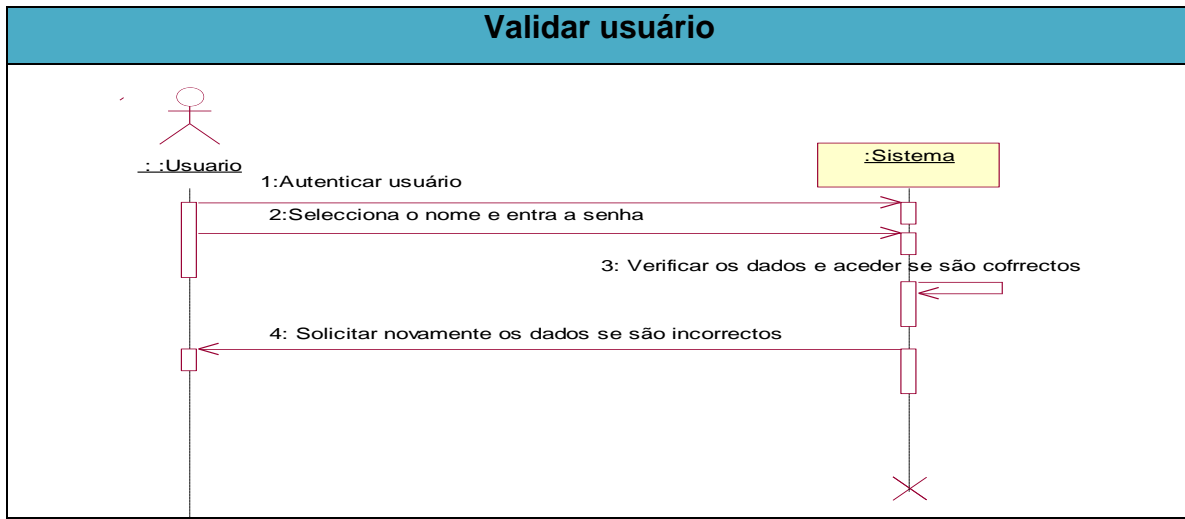 Validar usuário
: :Usuario
:Sistema
1:Autenticar usuário
2:Selecciona o nome e entra a senha
3: Verificar os dados e aceder se são cofrrectos
4: Solicitar novamente os dados se são incorrectos